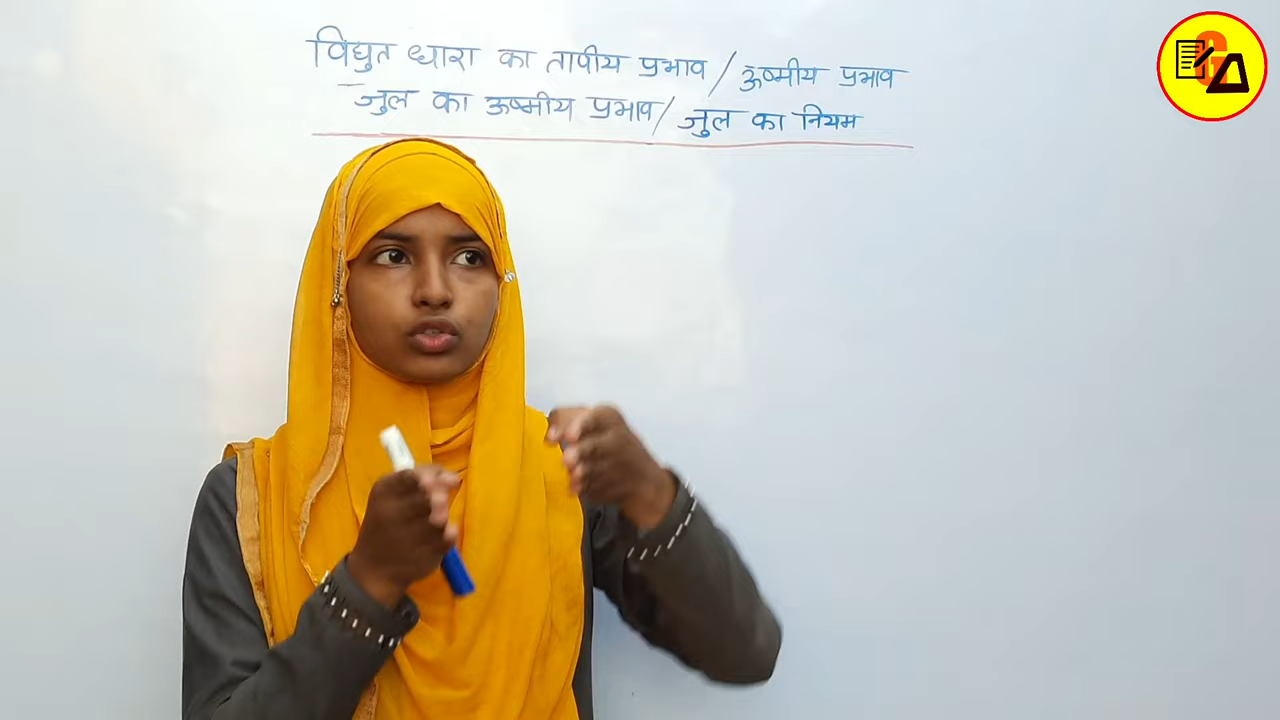 विद्युत धारा का तापीय प्रभाव / ऊष्मीय प्रभाव
जुल का ऊष्मीय प्रभाव / जुल का नियम